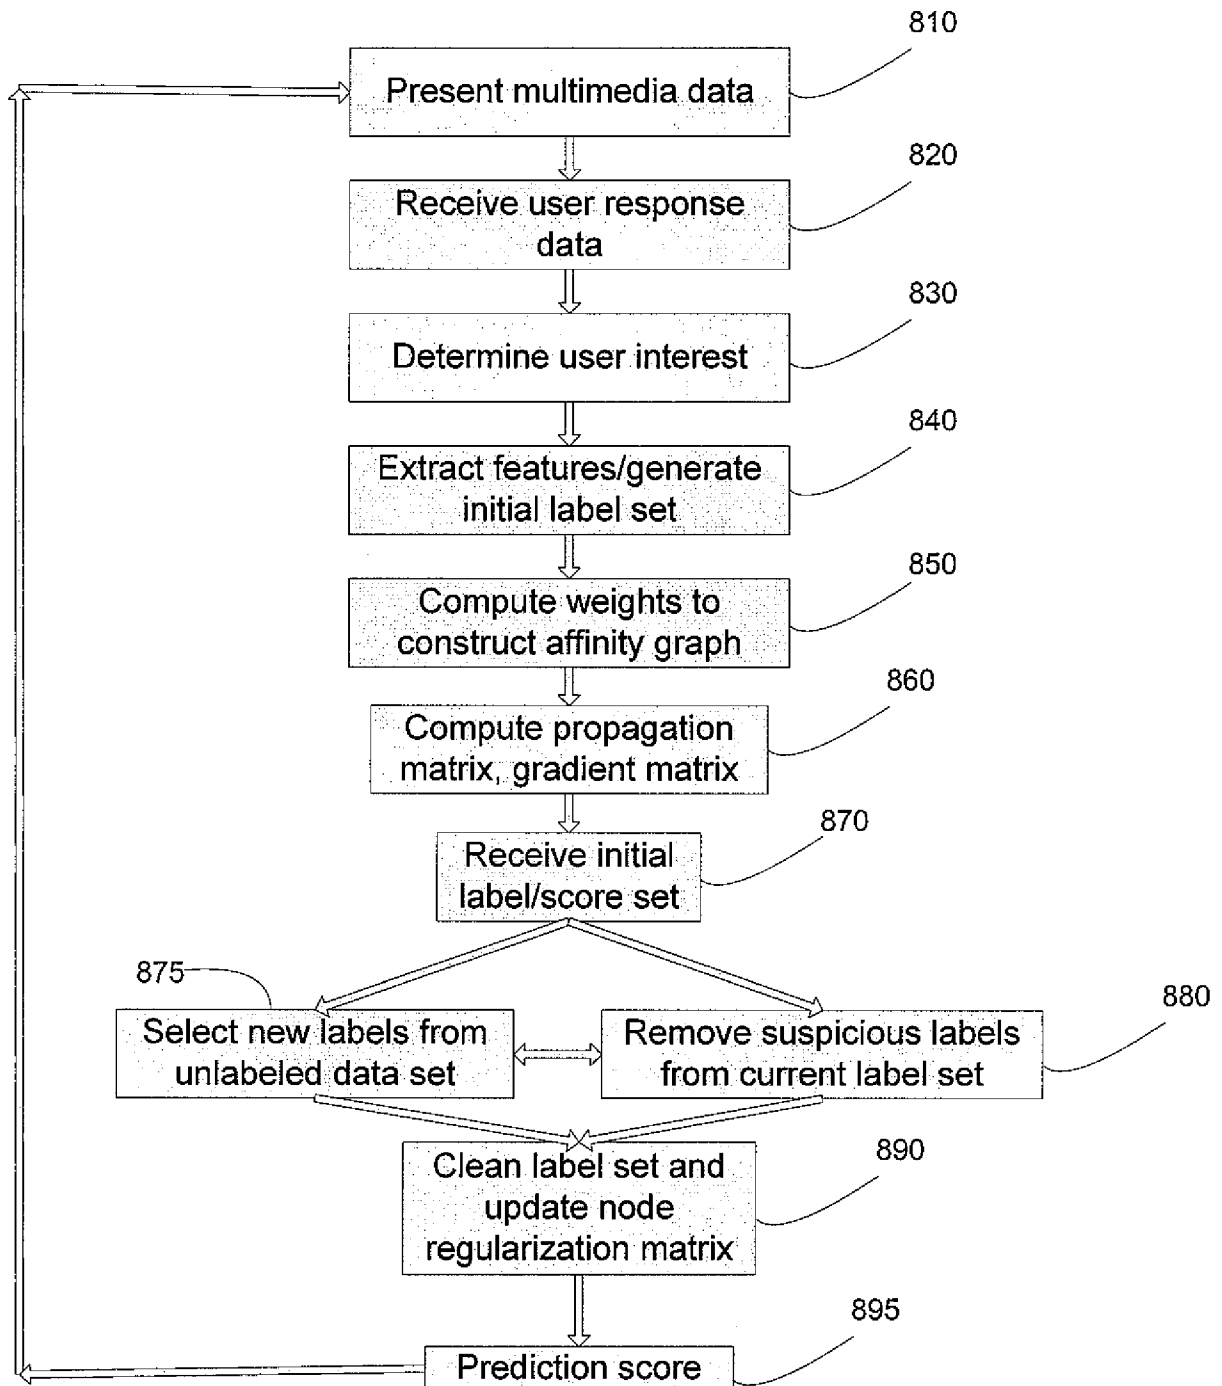 810
Present multimedia data
820
Receive user response
data
830
Determine user interest
840
Extract features/generate
initial label set
850
Compute weights to
construct affinity graph
860
Compute propagation
matrix, gradient matrix
870
Receive initial
label/score set
875
Select new labels from
unlabeled data set
880
Remove suspicious labels
from current label set
890
Clean label set and
update node
regularization matrix
895
Prediction score